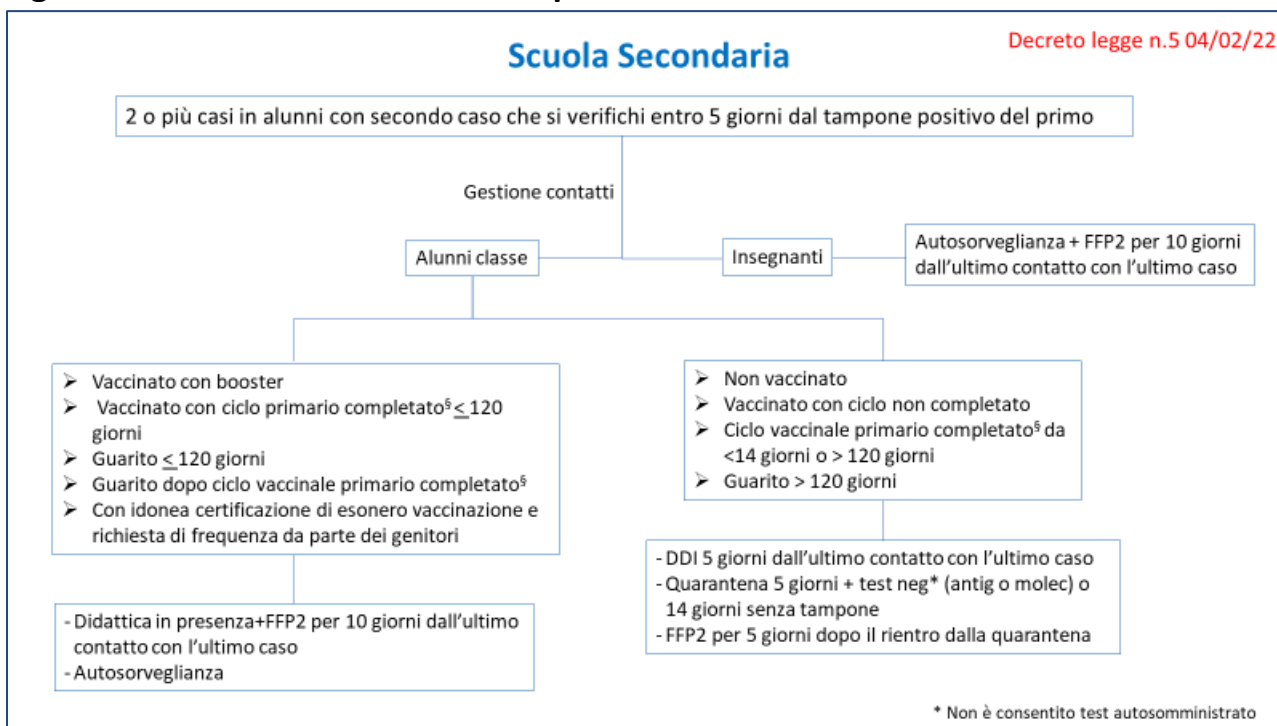 Decreto legge n.5 04/02/22
Scuola Secondaria
2 o più casi in alunni con secondo caso che si verifichi entro 5 giorni dal tampone positivo del primo
Gestione contatti
Alunni classe
Insegnanti
Autosorveglianza + FFP2 per 10 giorni
dall'ultimo contatto con l'ultimo caso
➢ Vaccinato con booster
➢ Vaccinato con ciclo primario completato§ ≤ 120
giorni
➢ Guarito ≤ 120 giorni
➢ Guarito dopo ciclo vaccinale primario completato§
➢ Con idonea certificazione di esonero vaccinazione e
richiesta di frequenza da parte dei genitori
➢ Non vaccinato
➢ Vaccinato con ciclo non completato
➢ Ciclo vaccinale primario completato§ da
<14 giorni o > 120 giorni
➢ Guarito > 120 giorni
- Didattica in presenza+FFP2 per 10 giorni dall'ultimo
contatto con l'ultimo caso
- Autosorveglianza
- DDI 5 giorni dall'ultimo contatto con l'ultimo caso
- Quarantena 5 giorni + test neg* (antig o molec) o
14 giorni senza tampone
- FFP2 per 5 giorni dopo il rientro dalla quarantena
* Non è consentito test autosomministrato